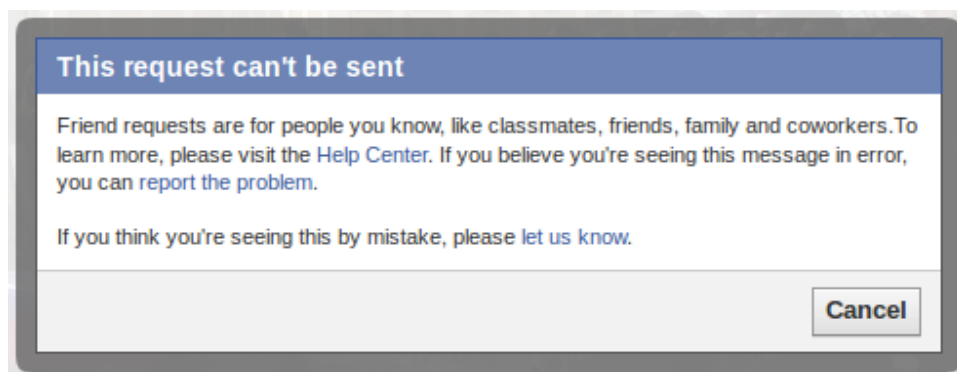 This request can't be sent
Friend requests are for people you know, like classmates, friends, family and coworkers.To
learn more, please visit the Help Center. If you believe you're seeing this message in error,
you can report the problem.
If you think you're seeing this by mistake, please let us know.
Cancel